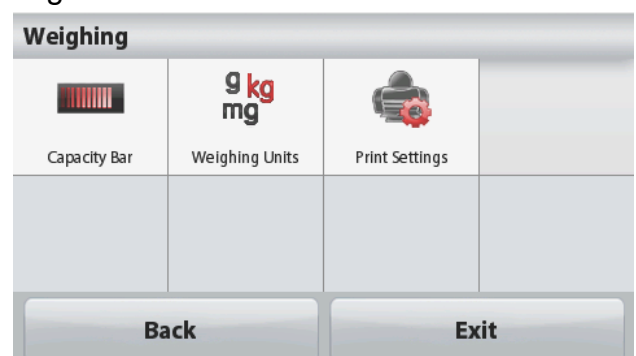 Weighing
g kg
mg
Capacity Bar
Weighing Units
Print Settings
Back
Exit